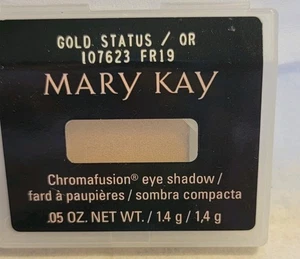 GOLD STATUS / OR
107623 FR19
MARY KAY
Chromafusion® eye shadow/
fard à paupières / sombra compacta
.05 OZ. NET WT. / 1.4 g / 1,4 g